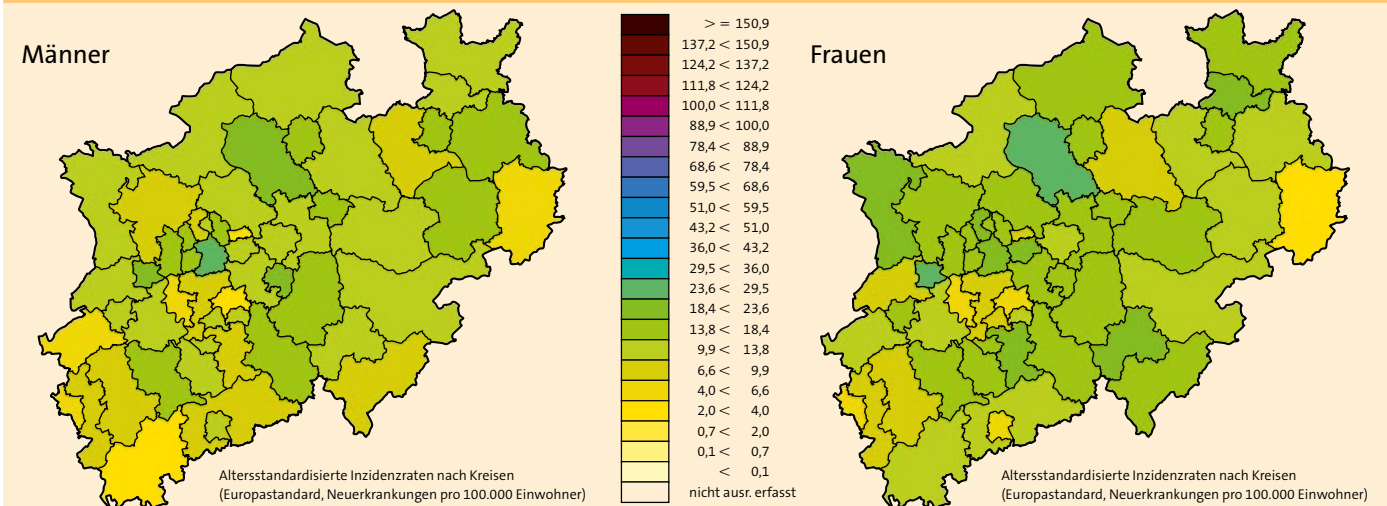 Männer
> = 150,9
137,2 < 150,9
124,2 < 137,2
111,8 < 124,2
100,0 < 111,8
88,9 < 100,0
78,4 < 88,9
68,6 < 78,4
59,5 < 68,6
51,0 < 59,5
43,2 < 51,0
36,0 < 43,2
29,5 < 36,0
23,6 < 29,5
18,4 < 23,6
13,8 < 18,4
9,9 < 13,8
6,6 < 9,9
4,0 < 6,6
2,0 < 4,0
0,7 < 2,0
0,1 < 0,7
< 0,1
nicht ausr. erfasst
Altersstandardisierte Inzidenzraten nach Kreisen
(Europastandard, Neuerkrankungen pro 100.000 Einwohner)
Frauen
Altersstandardisierte Inzidenzraten nach Kreisen
(Europastandard, Neuerkrankungen pro 100.000 Einwohner)